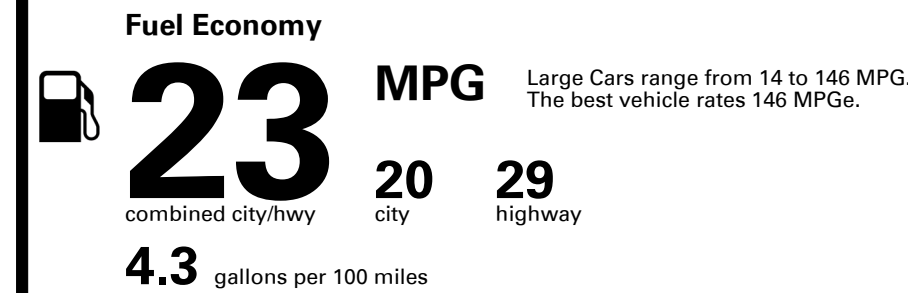 Fuel Economy
23
MPG
Large Cars range from 14 to 146 MPG.
The best vehicle rates 146 MPGe.
combined city/hwy
20
city
29
highway
4.3 gallons per 100 miles